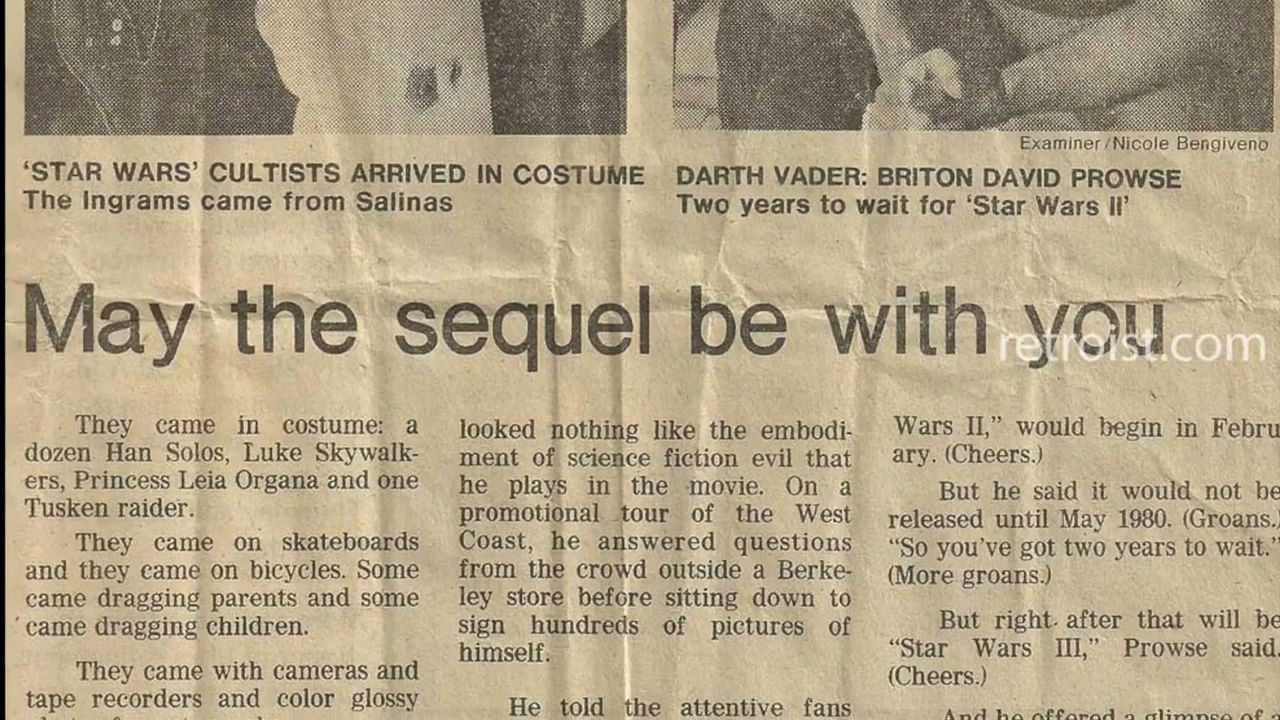 Examiner/Nicole Bengiveno
'STAR WARS' CULTISTS ARRIVED IN COSTUME
The Ingrams came from Salinas
DARTH VADER: BRITON DAVID PROWSE
Two years to wait for 'Star Wars II'
May the sequel be with you
retroist.com
They came in costume: a
dozen Han Solos, Luke Skywalk-
ers, Princess Leia Organa and one
Tusken raider.
They came on skateboards
and they came on bicycles. Some
came dragging parents and some
came dragging children.
They came with cameras and
tape recorders and color glossy
looked nothing like the embodi-
ment of science fiction evil that
he plays in the movie. On a
promotional tour of the West
Coast, he answered questions
from the crowd outside a Berke-
ley store before sitting down to
sign hundreds of pictures of
himself.
He told the attentive fans
Wars II," would begin in Febru
ary. (Cheers.)
But he said it would not be
released until May 1980. (Groans.)
"So you've got two years to wait."
(More groans.)
But right after that will be
"Star Wars III," Prowse said.
(Cheers.)
And he offered a glimpse of a